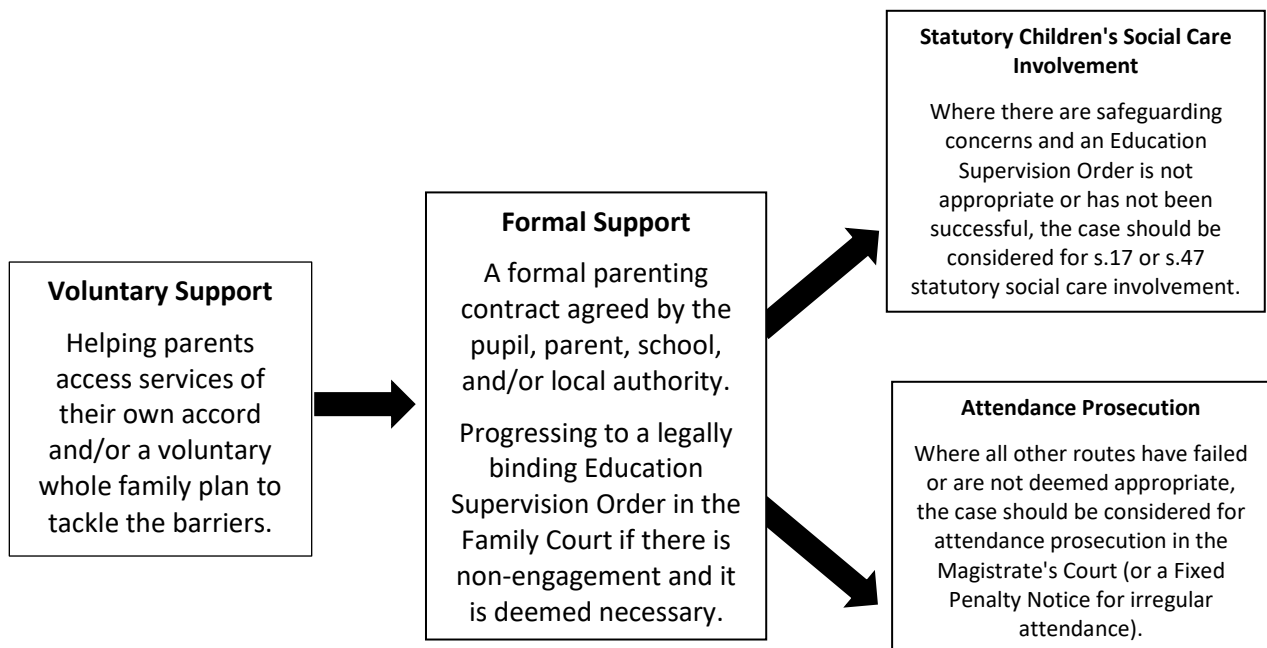 Voluntary Support
Helping parents
access services of
their own accord
and/or a voluntary
whole family plan to
tackle the barriers.
Formal Support
A formal parenting
contract agreed by the
pupil, parent, school,
and/or local authority.
Progressing to a legally
binding Education
Supervision Order in the
Family Court if there is
non-engagement and it
is deemed necessary.
Statutory Children's Social Care
Involvement
Where there are safeguarding
concerns and an Education
Supervision Order is not
appropriate or has not been
successful, the case should be
considered for s.17 or s.47
statutory social care involvement.
Attendance Prosecution
Where all other routes have failed
or are not deemed appropriate,
the case should be considered for
attendance prosecution in the
Magistrate's Court (or a Fixed
Penalty Notice for irregular
attendance).